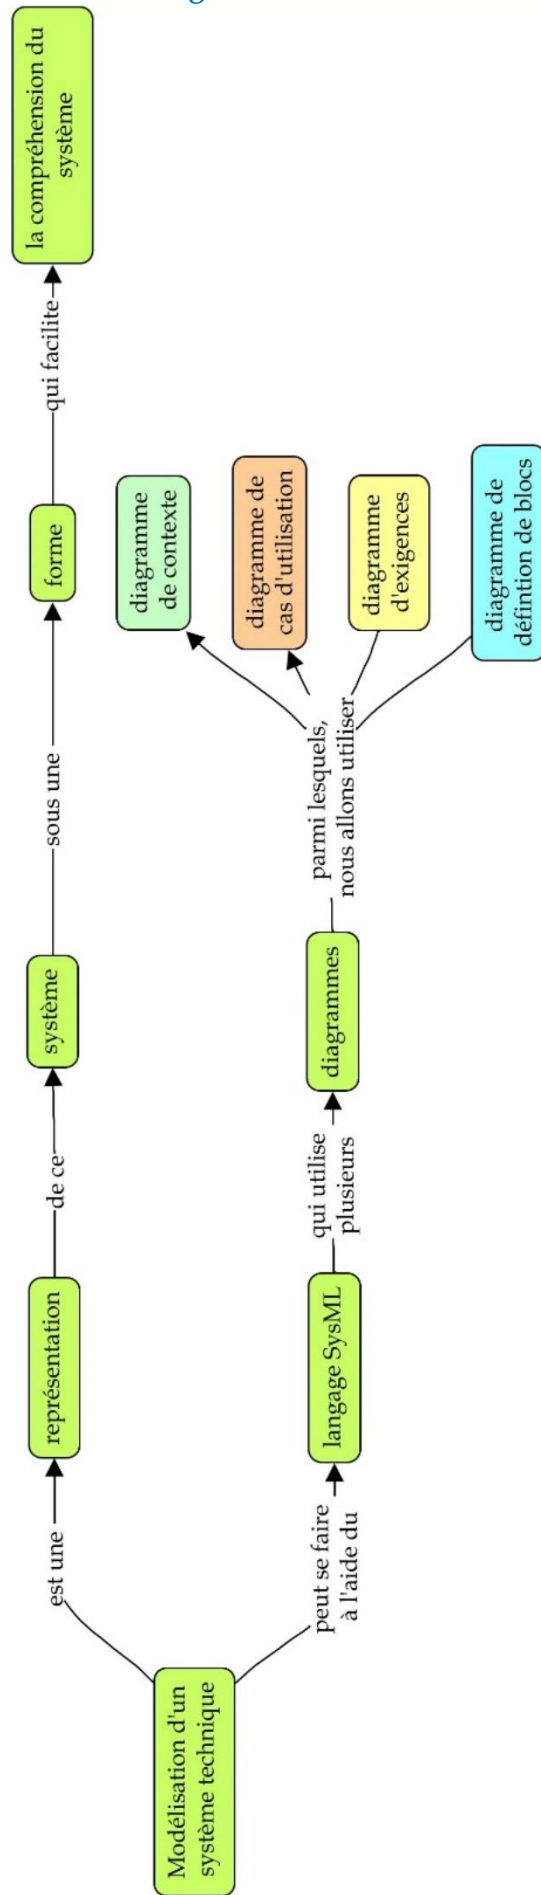 Modélisation d'un
système technique
est une
représentation
de ce
système
sous une
forme
qui facilite
la compréhension du
système
peut se faire
à l'aide du
langage SysML
qui utilise
plusieurs
diagrammes
parmi lesquels,
nous allons utiliser
diagramme
de contexte
diagramme de
cas d'utilisation
diagramme
d'exigences
diagramme de
défintion de blocs